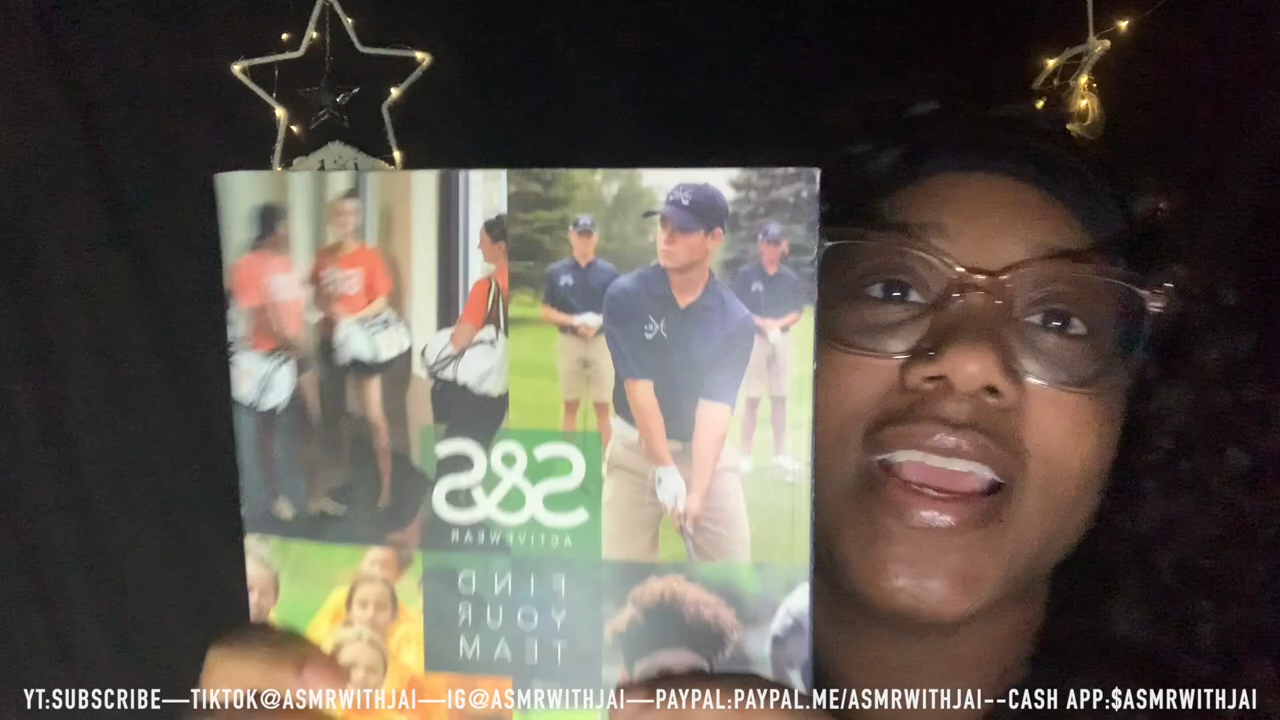 S&S
ACTIVEWEAR
FIND
YOUR
TEAM
YT:SUBSCRIBE—TIKTOK@ASMRWITHJAI—IG@ASMRWITHJAI—PAYPAL:PAYPAL.ME/ASMRWITHJAI--CASH APP:$ASMRWITHJAI